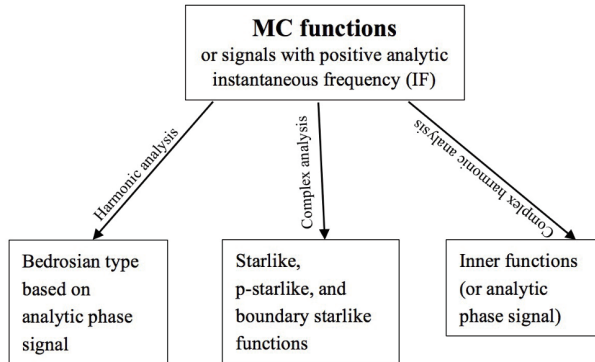 MC functions
or signals with positive analytic
instantaneous frequency (IF)
Harmonic analysis
Complex analysis
Complex harmonic analysis
Bedrosian type
based on
analytic phase
signal
Starlike,
p-starlike, and
boundary starlike
functions
Inner functions
(or analytic
phase signal)